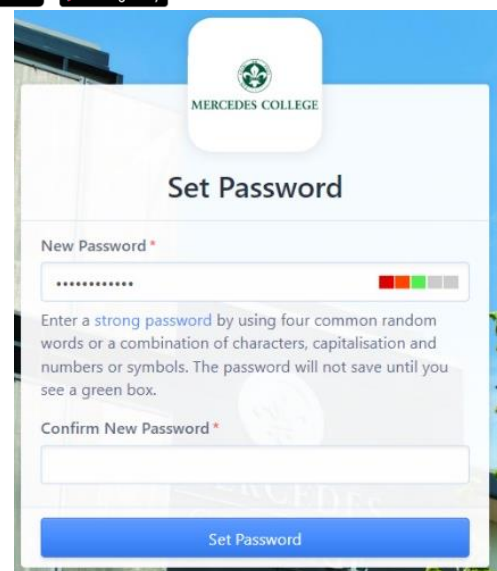 MERCEDES COLLEGE
Set Password
New Password *
••••••••••••
Enter a strong password by using four common random
words or a combination of characters, capitalisation and
numbers or symbols. The password will not save until you
see a green box.
Confirm New Password *
Set Password